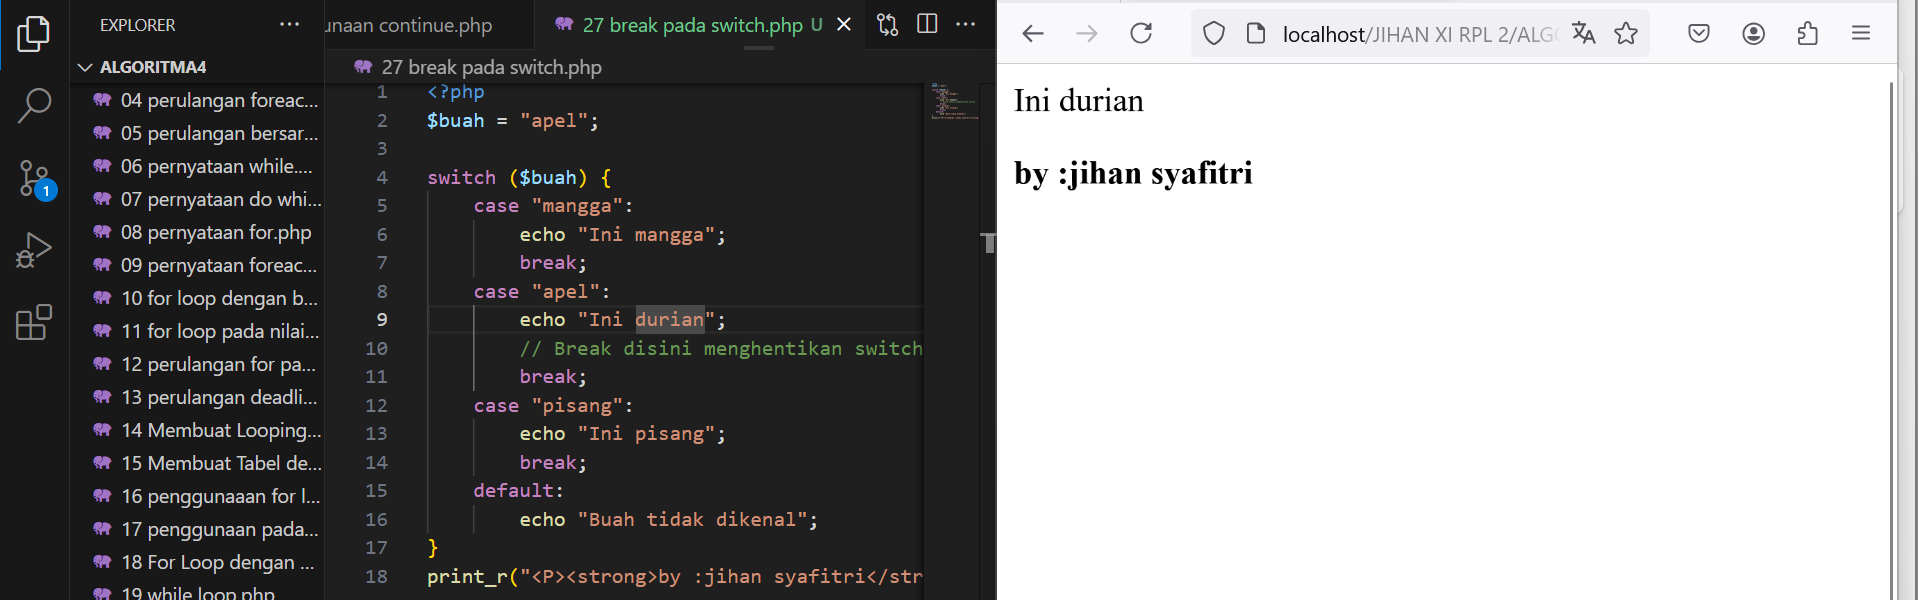 EXPLORER
ALGORITMA4
04 perulangan foreac...
05 perulangan bersar...
06 pernyataan while....
07 pernyataan do whi...
08 pernyataan for.php
09 pernyataan foreac...
10 for loop dengan b...
11 for loop pada nilai...
12 perulangan for pa...
13 perulangan deadli...
14 Membuat Looping...
15 Membuat Tabel de...
16 penggunaaan for l...
17 penggunaan pada...
18 For Loop dengan ...
19 while loop.php
1
unaan continue.php
27 break pada switch.php U
27 break pada switch.php
1 <?php
2 $buah = "apel";
3
4 switch ($buah) {
5 case "mangga":
6 echo "Ini mangga";
7 break;
8 case "apel":
9 echo "Ini durian";
10 // Break disini menghentikan switch
11 break;
12 case "pisang":
13 echo "Ini pisang";
14 break;
15 default:
16 echo "Buah tidak dikenal";
17 }
18 print_r("<P><strong>by :jihan syafitri</str
localhost/JIHAN XI RPL 2/ALGO
Ini durian
by :jihan syafitri